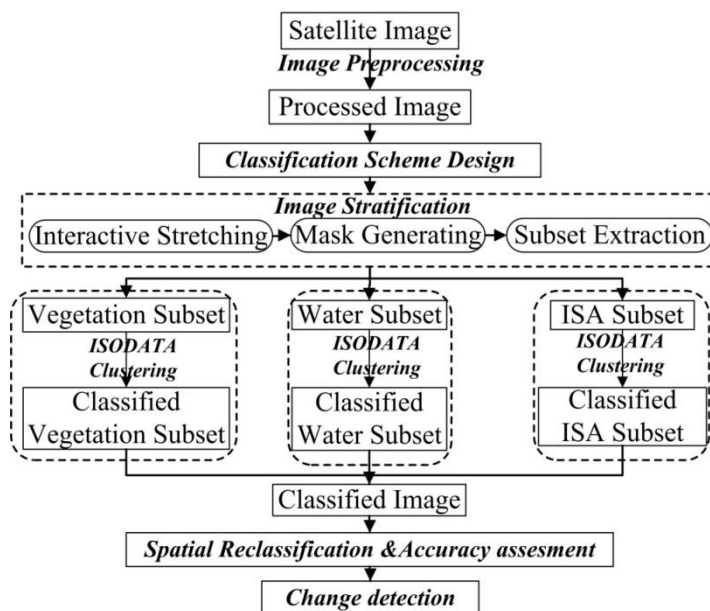 Satellite Image
Image Preprocessing
Processed Image
Classification Scheme Design
Image Stratification
Interactive Stretching
Mask Generating
Subset Extraction
Vegetation Subset
ISODATA
Clustering
Classified
Vegetation Subset
Water Subset
ISODATA
Clustering
Classified
Water Subset
ISA Subset
ISODATA
Clustering
Classified
ISA Subset
Classified Image
Spatial Reclassification &Accuracy assesment
Change detection